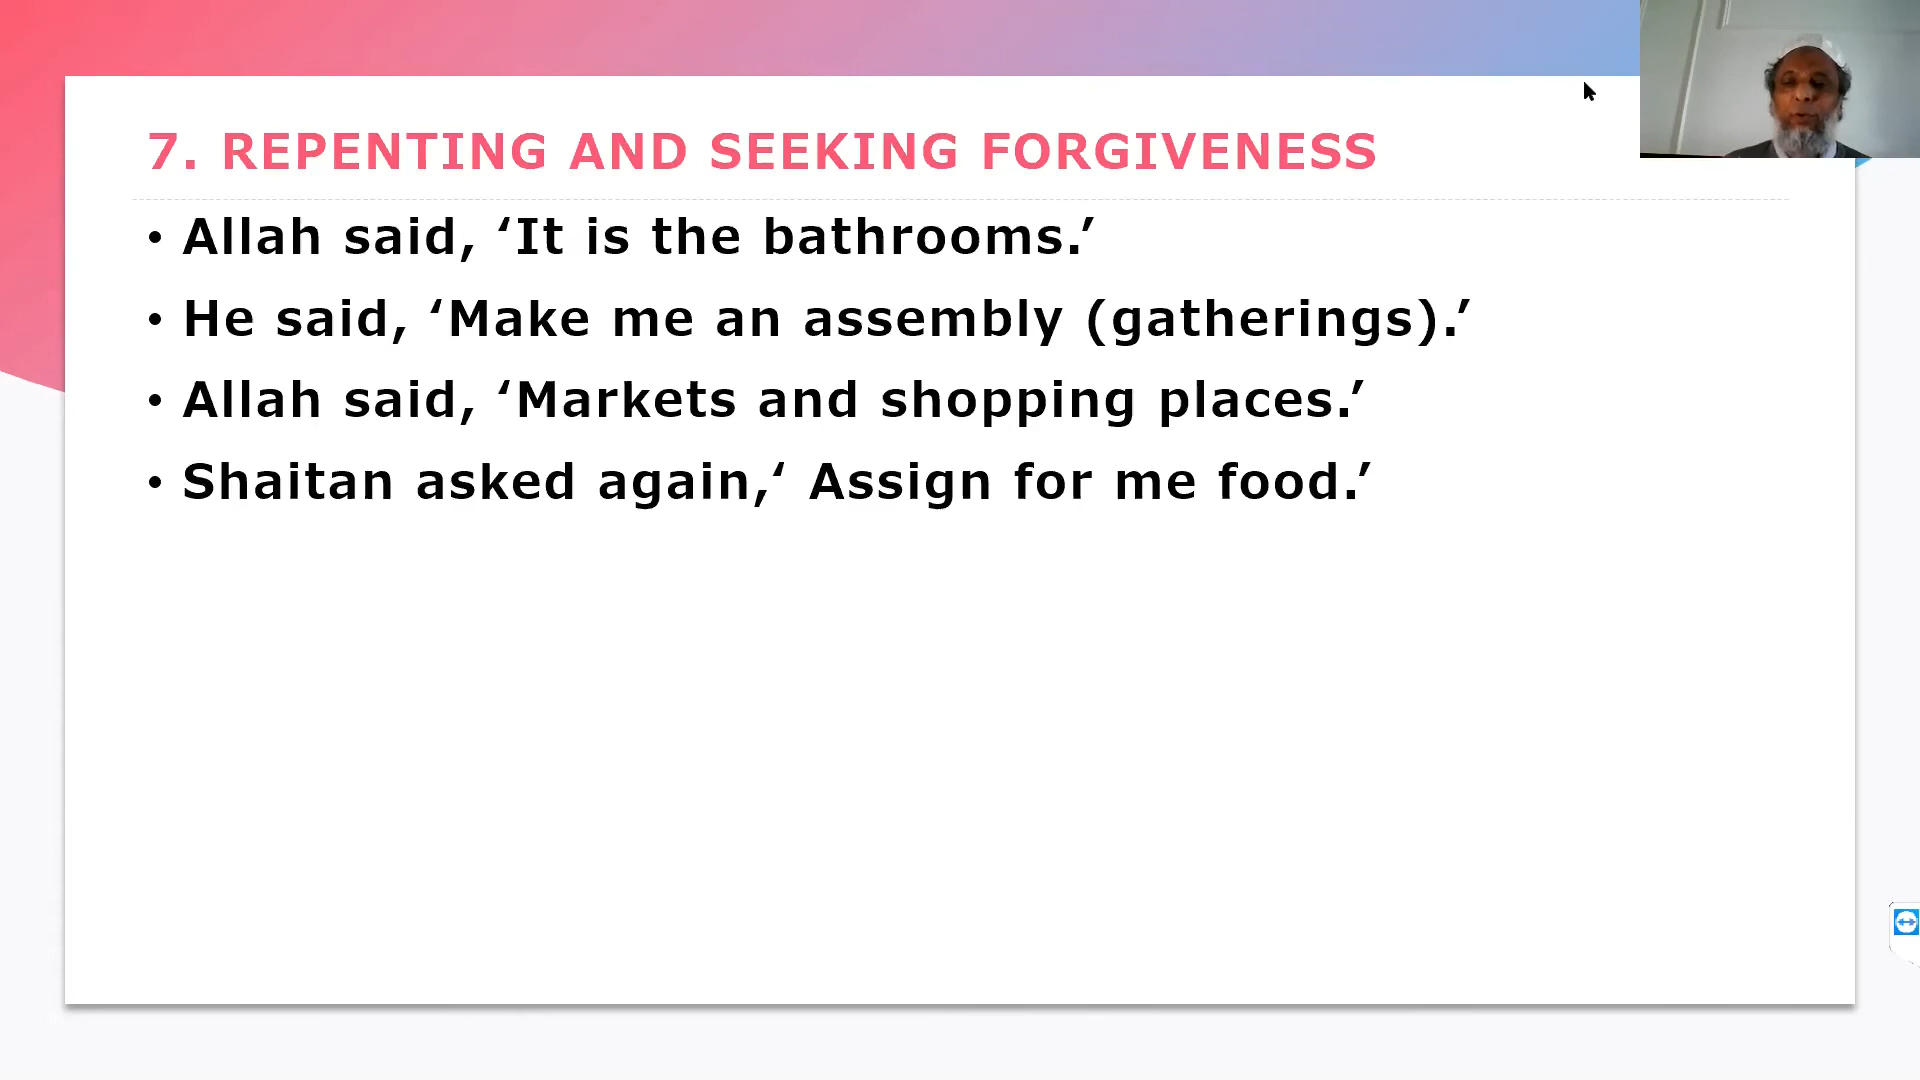 7. REPENTING AND SEEKING FORGIVENESS
• Allah said, ‘It is the bathrooms.’
• He said, ‘Make me an assembly (gatherings).’
• Allah said, ‘Markets and shopping places.’
• Shaitan asked again,‘ Assign for me food.’